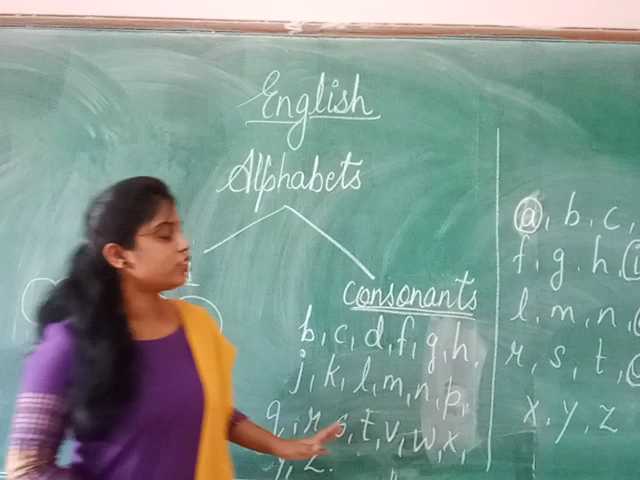 English
Alphabets
consonants
b, c, d, f, g, h,
j, k, l, m, n, p,
q, r, s, t, v, w, x,
y, z.
a, b, c,
f, g, h, i
l, m, n,
r, s, t,
x, y, z